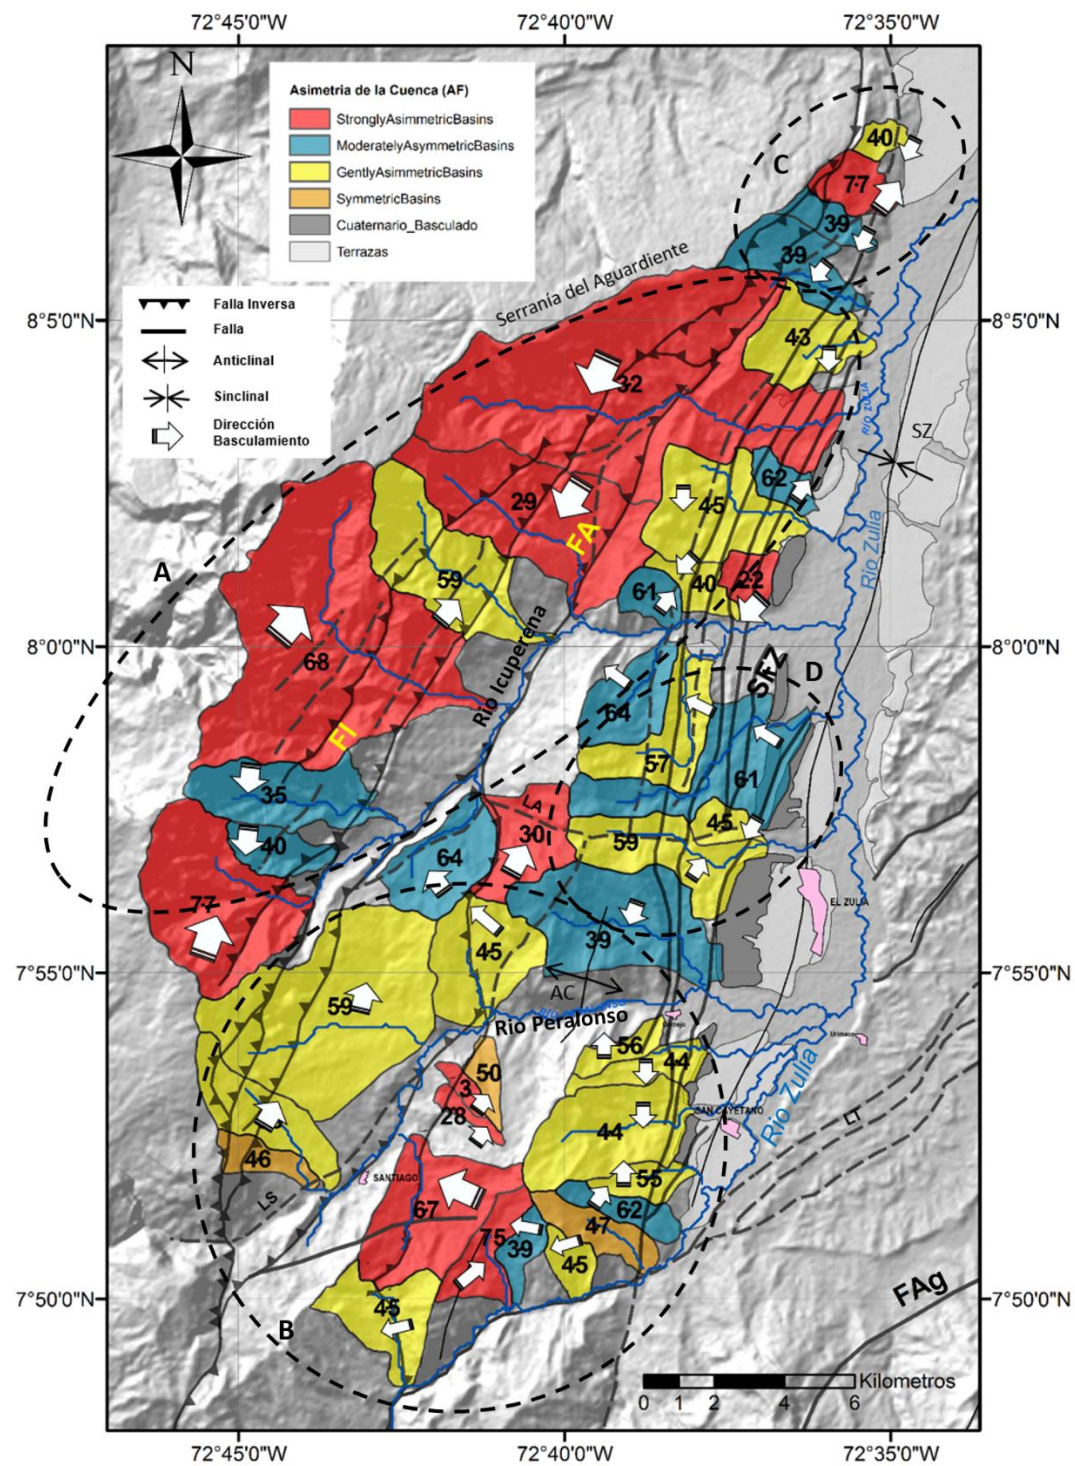 72°45'0"W
72°40'0"W
72°35'0"W
N
Asimetria de la Cuenca (AF)
StronglyAsimmetricBasins
ModeratelyAsymmetricBasins
GentlyAsimmetricBasins
SymmetricBasins
Cuaternario_Basculado
Terrazas
Falla Inversa
Falla
Anticlinal
Sinclinal
Dirección
Basculamiento
C
40
77
39
39
Serranía del Aguardiente
8°5'0"N
8°5'0"N
43
32
RÍO ZULIA
SZ
62
29
45
FA
Rio Zulia
A
59
61
40
22
8°0'0"N
8°0'0"N
68
Rio Icuperena
SFZ
D
64
FI
57
61
35
LA
45
30
59
40
64
77
EL ZULIA
39
45
7°55'0"N
7°55'0"N
AC
59
Rio Peralonso
56
44
50
3
28
Rio Zulia
SAN CAYETANO
LT
44
46
55
SANTIAGO
LS
67
62
47
75
39
45
FAg
7°50'0"N
7°50'0"N
45
B
Kilometros
0 1 2 4 6
72°45'0"W
72°40'0"W
72°35'0"W